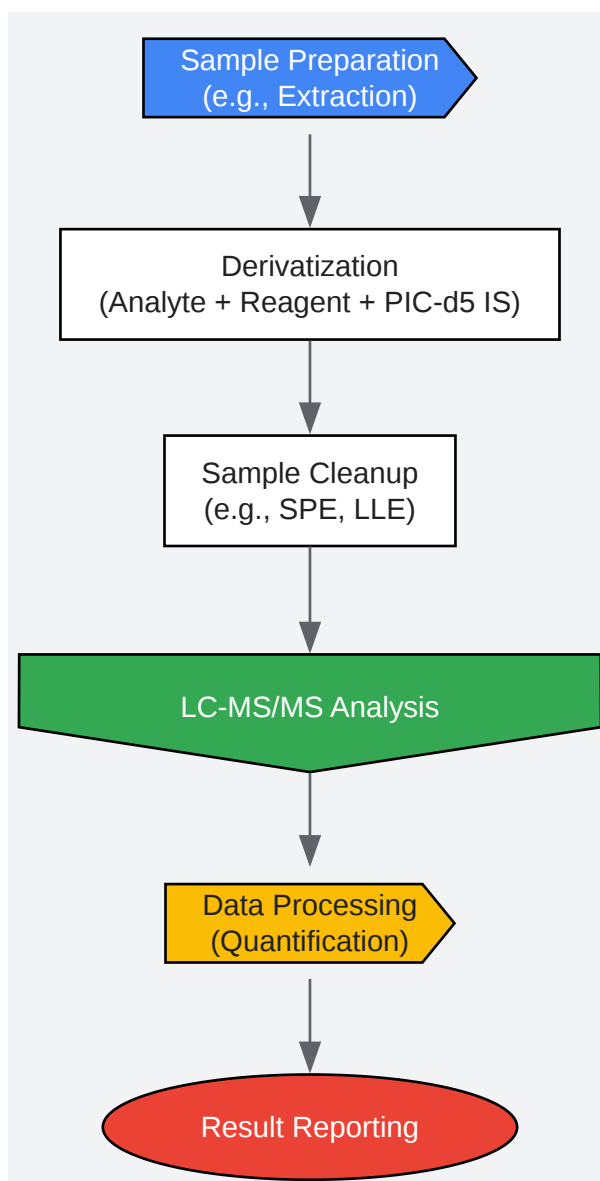 Sample Preparation
(e.g., Extraction)
Derivatization
(Analyte + Reagent + PIC-d5 IS)
Sample Cleanup
(e.g., SPE, LLE)
LC-MS/MS Analysis
Data Processing
(Quantification)
Result Reporting